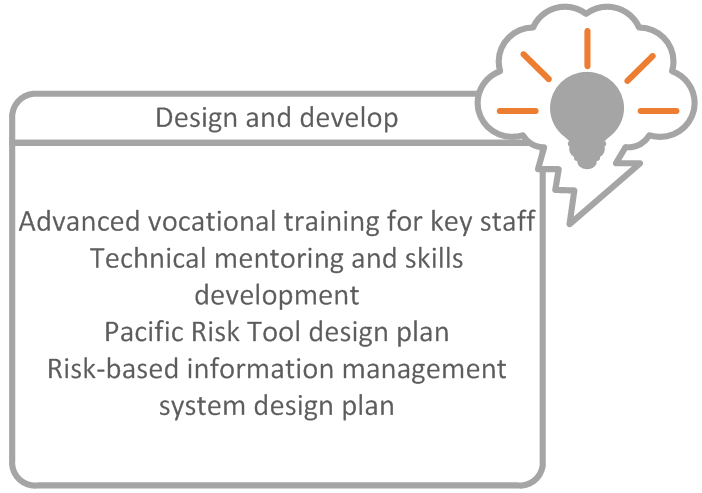 Design and develop
Advanced vocational training for key staff
Technical mentoring and skills
development
Pacific Risk Tool design plan
Risk-based information management
system design plan